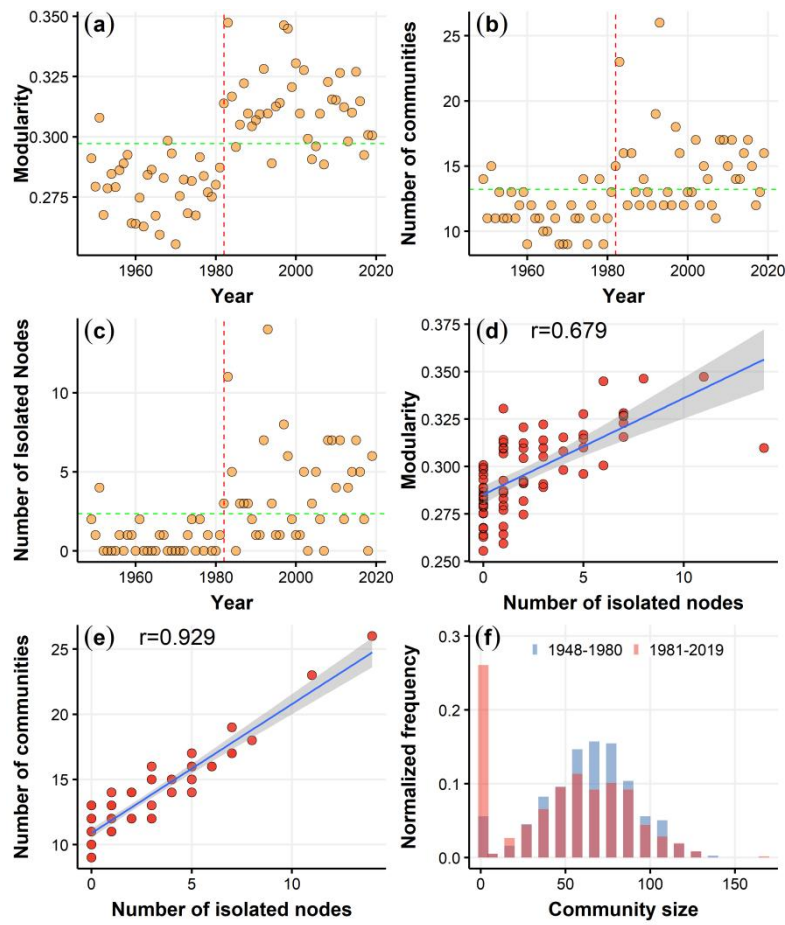 (a)
Modularity
0.350
0.325
0.300
0.275
1960 1980 2000 2020
Year
(b)
Number of communities
25
20
15
10
1960 1980 2000 2020
Year
(c)
Number of Isolated Nodes
10
5
0
1960 1980 2000 2020
Year
(d) r=0.679
Modularity
0.375
0.350
0.325
0.300
0.275
0.250
0 5 10
Number of isolated nodes
(e) r=0.929
Number of communities
25
20
15
10
0 5 10
Number of isolated nodes
(f)
1948-1980 1981-2019
Normalized frequency
0.3
0.2
0.1
0.0
0 50 100 150
Community size